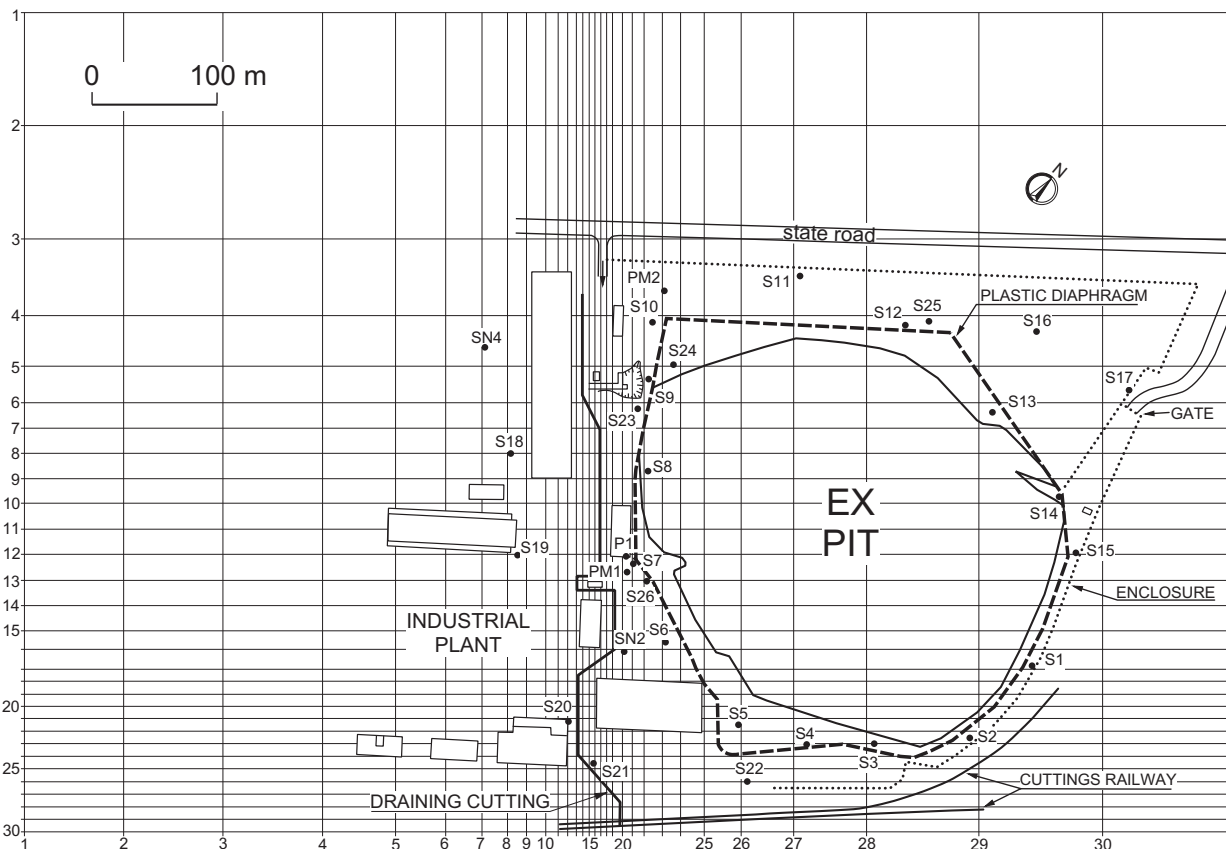 1
0 100 m
2
N
3
state road
PM2
S11
S10
S12
S25
PLASTIC DIAPHRAGM
S16
4
SN4
S24
5
S17
S9
6
S23
S13
GATE
7
S18
S8
8
9
EX
PIT
10
S14
11
P1
S19
S7
S15
12
PM1
13
S26
ENCLOSURE
14
INDUSTRIAL
PLANT
S6
15
SN2
S1
20
S20
S5
S4
S3
S2
25
S21
S22
CUTTINGS RAILWAY
DRAINING CUTTING
30
1 2 3 4 5 6 7 8 9 10 15 20 25 26 27 28 29 30